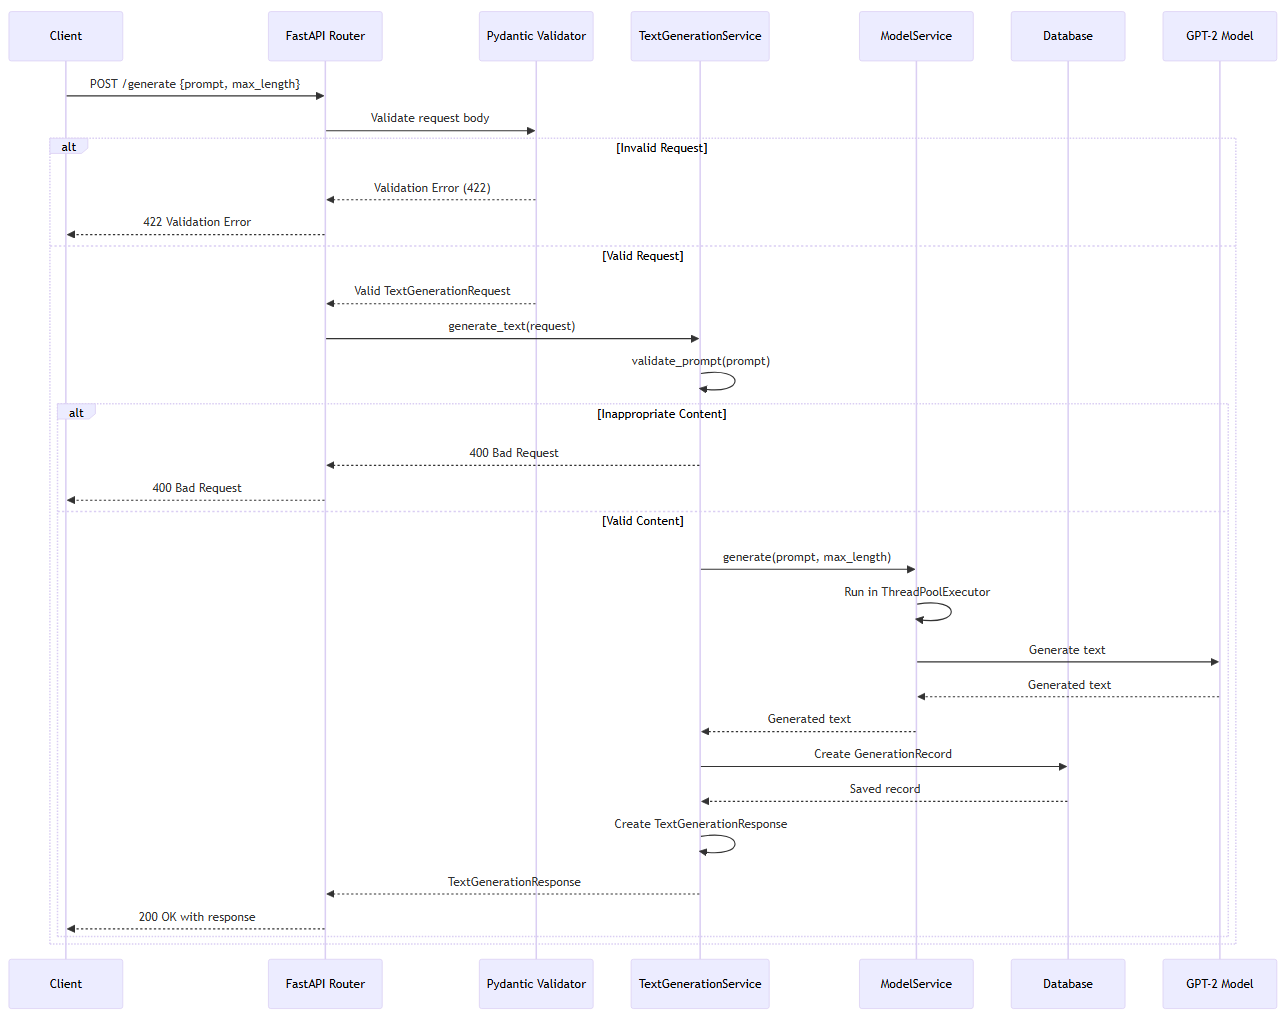 Client
FastAPI Router
Pydantic Validator
TextGenerationService
ModelService
Database
GPT-2 Model
POST /generate {prompt, max_length}
Validate request body
alt
[Invalid Request]
Validation Error (422)
422 Validation Error
[Valid Request]
Valid TextGenerationRequest
generate_text(request)
validate_prompt(prompt)
alt
[Inappropriate Content]
400 Bad Request
400 Bad Request
[Valid Content]
generate(prompt, max_length)
Run in ThreadPoolExecutor
Generate text
Generated text
Generated text
Create GenerationRecord
Saved record
Create TextGenerationResponse
TextGenerationResponse
200 OK with response
Client
FastAPI Router
Pydantic Validator
TextGenerationService
ModelService
Database
GPT-2 Model